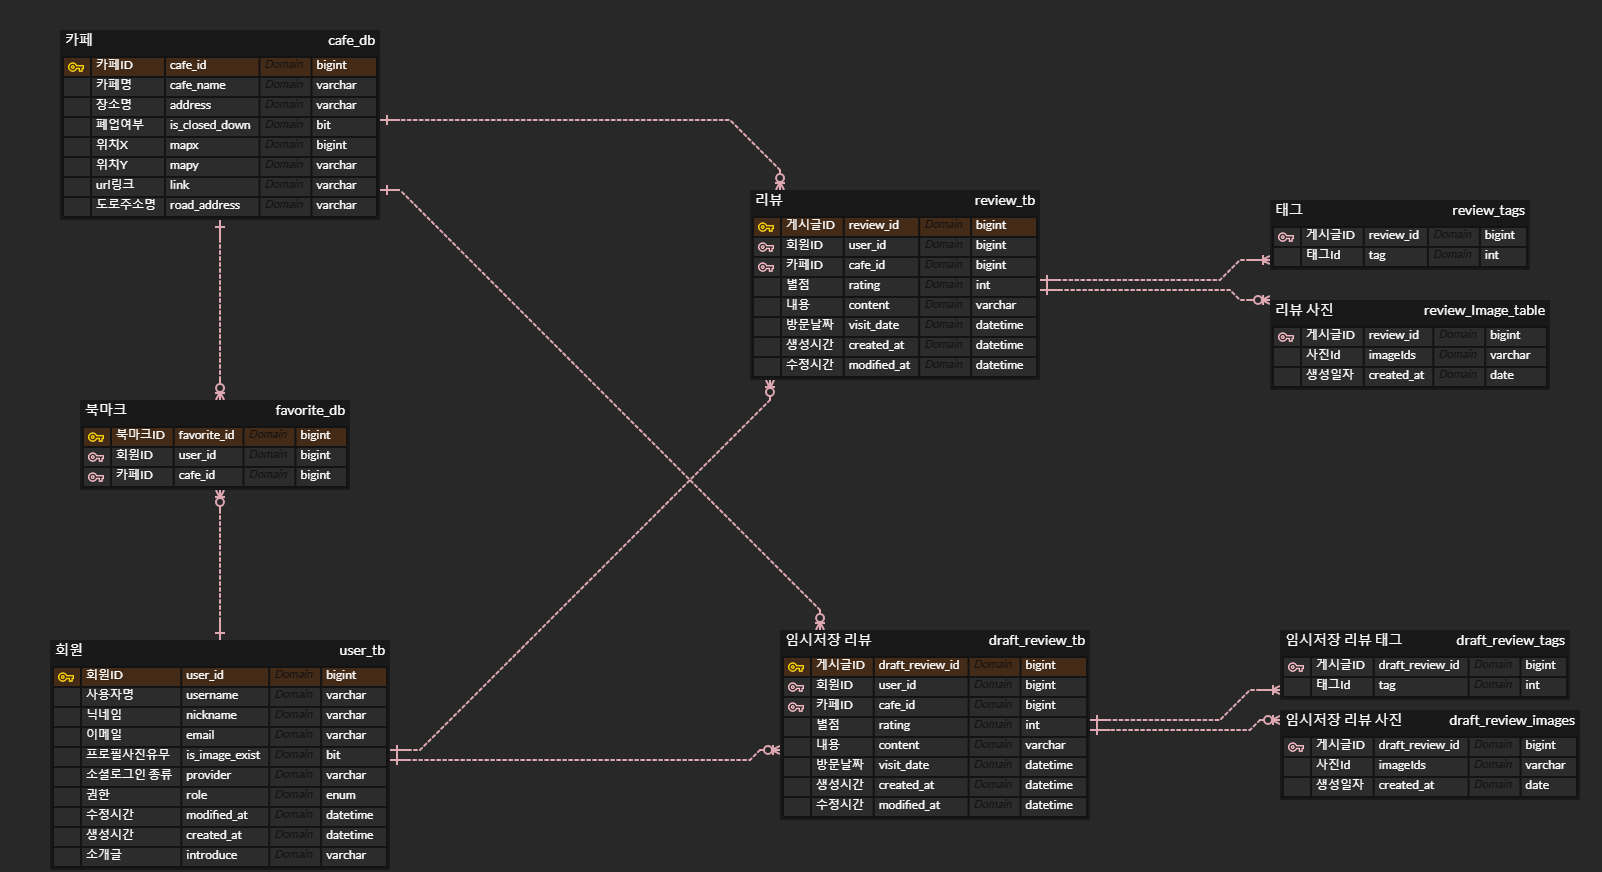 카페 cafe_db
카페ID cafe_id Domain bigint
카페명 cafe_name Domain varchar
장소명 address Domain varchar
폐업여부 is_closed_down Domain bit
위치X mapx Domain bigint
위치Y mapy Domain varchar
url링크 link Domain varchar
도로주소명 road_address Domain varchar
리뷰 review_tb
게시글ID review_id Domain bigint
회원ID user_id Domain bigint
카페ID cafe_id Domain bigint
별점 rating Domain int
내용 content Domain varchar
방문날짜 visit_date Domain datetime
생성시간 created_at Domain datetime
수정시간 modified_at Domain datetime
태그 review_tags
게시글ID review_id Domain bigint
태그Id tag Domain int
리뷰 사진 review_Image_table
게시글ID review_id Domain bigint
사진Id imageIds Domain varchar
생성일자 created_at Domain date
북마크 favorite_db
북마크ID favorite_id Domain bigint
회원ID user_id Domain bigint
카페ID cafe_id Domain bigint
회원 user_tb
회원ID user_id Domain bigint
사용자명 username Domain varchar
닉네임 nickname Domain varchar
이메일 email Domain varchar
프로필사진유무 is_image_exist Domain bit
소셜로그인 종류 provider Domain varchar
권한 role Domain enum
수정시간 modified_at Domain datetime
생성시간 created_at Domain datetime
소개글 introduce Domain varchar
임시저장 리뷰 draft_review_tb
게시글ID draft_review_id Domain bigint
회원ID user_id Domain bigint
카페ID cafe_id Domain bigint
별점 rating Domain int
내용 content Domain varchar
방문날짜 visit_date Domain datetime
생성시간 created_at Domain datetime
수정시간 modified_at Domain datetime
임시저장 리뷰 태그 draft_review_tags
게시글ID draft_review_id Domain bigint
태그Id tag Domain int
임시저장 리뷰 사진 draft_review_images
게시글ID draft_review_id Domain bigint
사진Id imageIds Domain varchar
생성일자 created_at Domain date